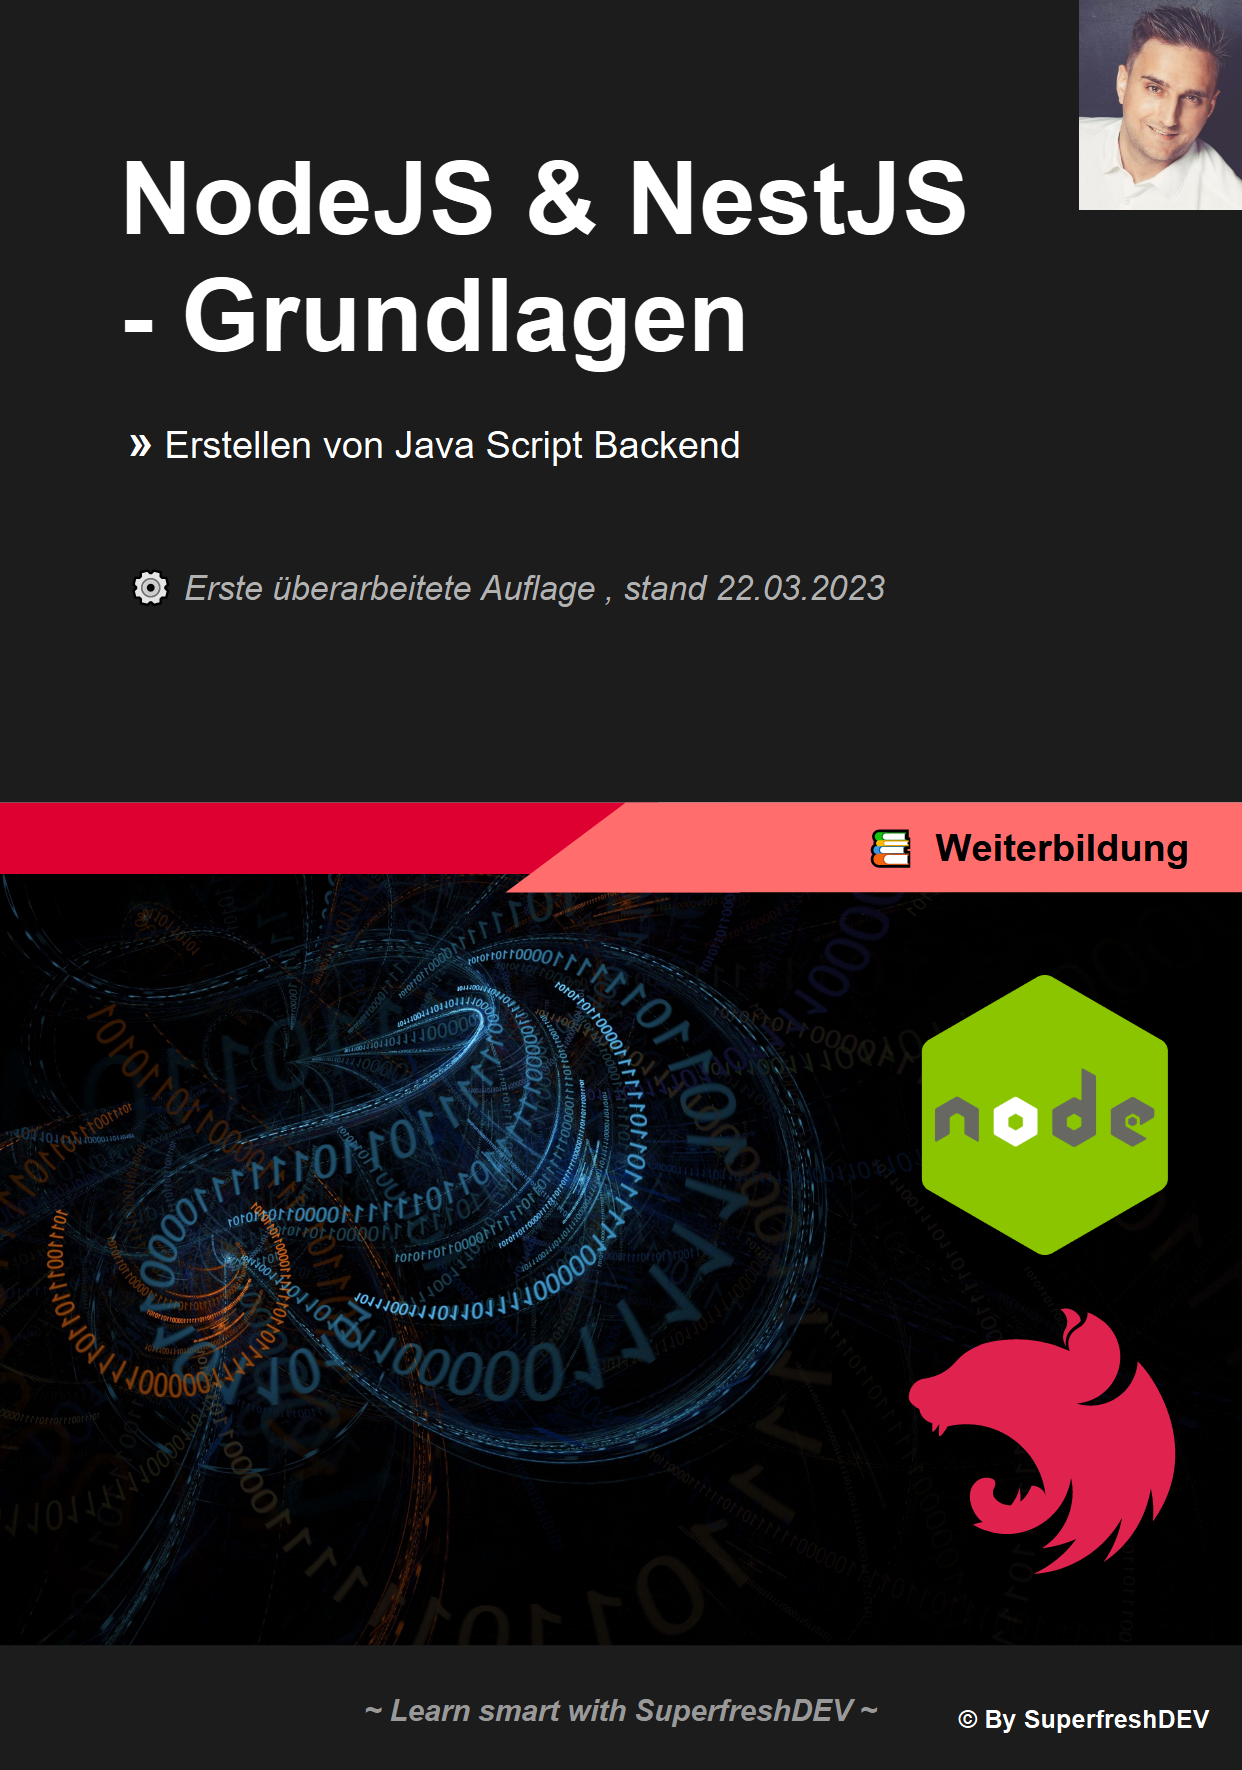 NodeJS & NestJS
- Grundlagen
» Erstellen von Java Script Backend
Erste überarbeitete Auflage , stand 22.03.2023
Weiterbildung
node
~ Learn smart with SuperfreshDEV ~
© By SuperfreshDEV